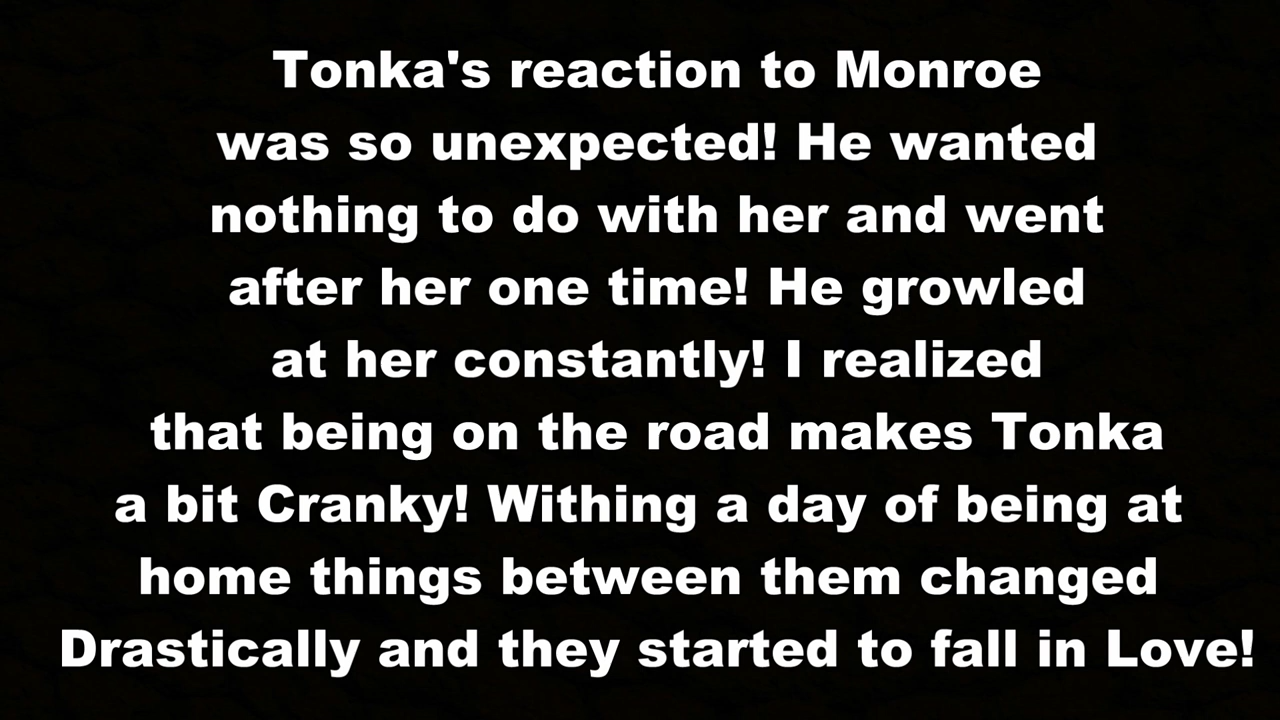 Tonka's reaction to Monroe
was so unexpected! He wanted
nothing to do with her and went
after her one time! He growled
at her constantly! I realized
that being on the road makes Tonka
a bit Cranky! Withing a day of being at
home things between them changed
Drastically and they started to fall in Love!